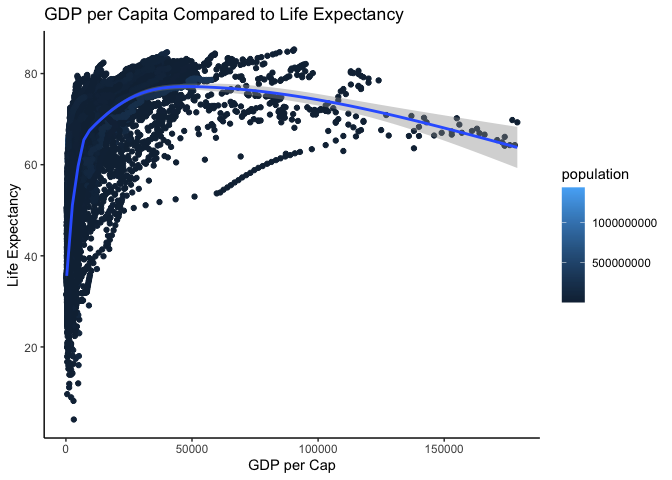 GDP per Capita Compared to Life Expectancy
80
60
40
20
Life Expectancy
0
50000
100000
150000
GDP per Cap
population
1000000000
500000000